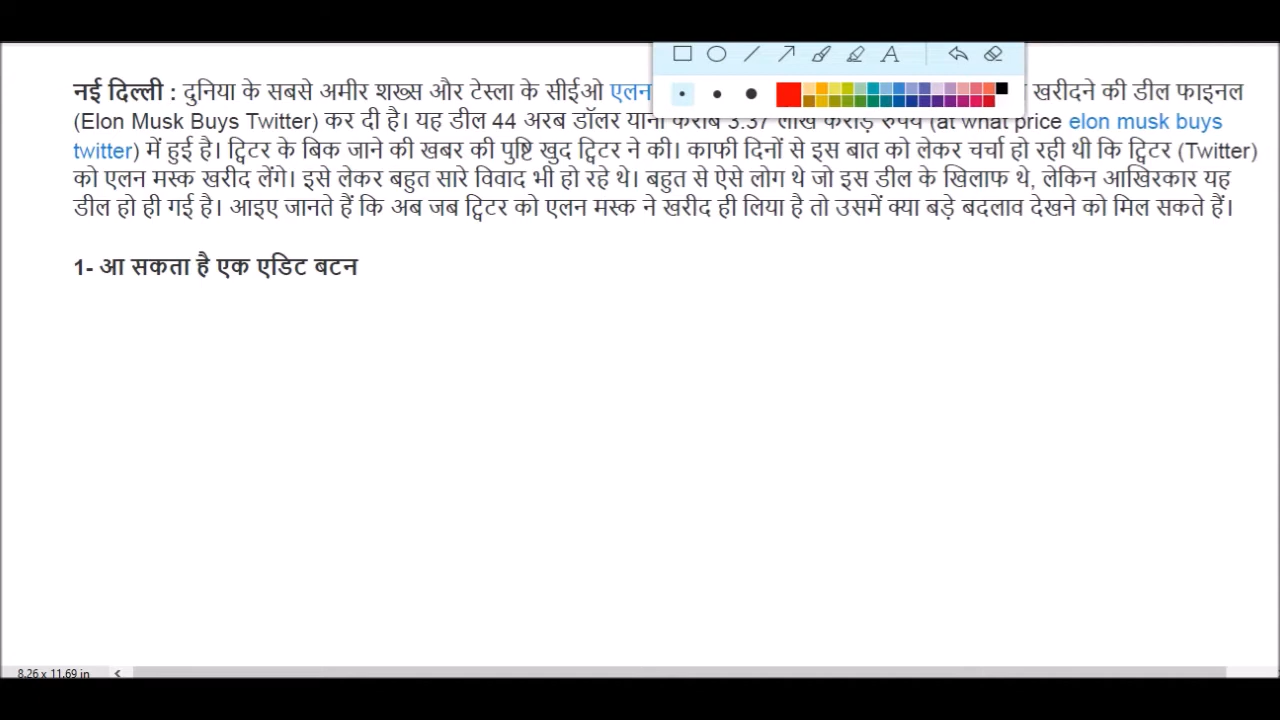 नई दिल्ली : दुनिया के सबसे अमीर शख्स और टेस्ला के सीईओ एलन खरीदने की डील फाइनल
(Elon Musk Buys Twitter) कर दी है। यह डील 44 अरब डॉलर यानी करीब 3.37 लाख करोड़ रुपये (at what price elon musk buys
twitter) में हुई है। ट्विटर के बिक जाने की खबर की पुष्टि खुद ट्विटर ने की। काफी दिनों से इस बात को लेकर चर्चा हो रही थी कि ट्विटर (Twitter)
को एलन मस्क खरीद लेंगे। इसे लेकर बहुत सारे विवाद भी हो रहे थे। बहुत से ऐसे लोग थे जो इस डील के खिलाफ थे, लेकिन आखिरकार यह
डील हो ही गई है। आइए जानते हैं कि अब जब ट्विटर को एलन मस्क ने खरीद ही लिया है तो उसमें क्या बड़े बदलाव देखने को मिल सकते हैं।
1- आ सकता है एक एडिट बटन
8.26 x 11.69 in